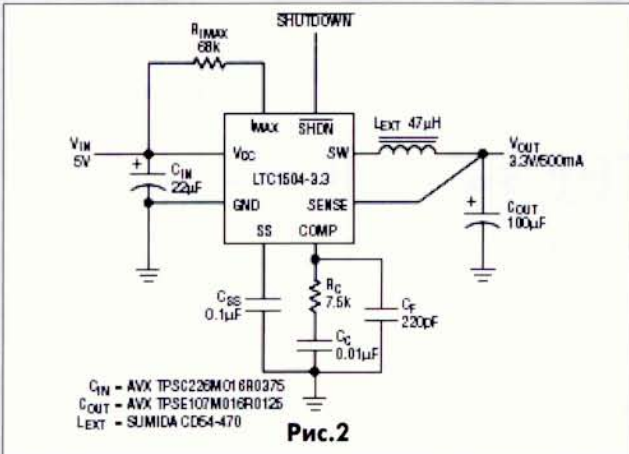 SHUTDOWN
RIMAX
68k
IMAX
SHDN
LEXT 47µH
VIN
5V
VCC
SW
VOUT
3.3V/500mA
CIN
22µF
LTC1504-3.3
GND
SENSE
COUT
100µF
SS
COMP
CSS
0.1µF
RC
7.5k
CF
220pF
CC
0.01µF
CIN = AVX TPSC226M016R0375
COUT = AVX TPSE107M016R0125
LEXT = SUMIDA CD54-470
Рис.2